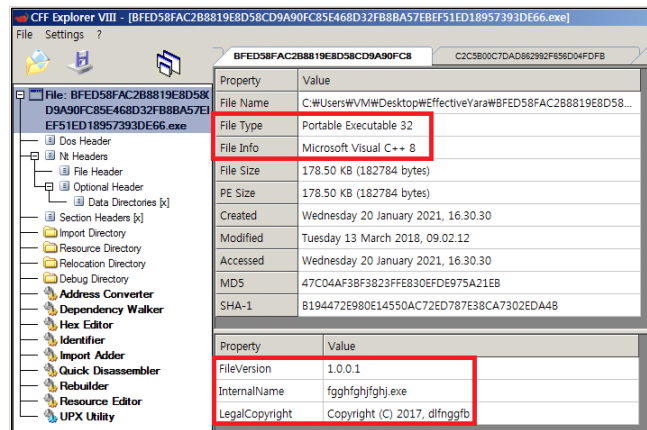 CFF Explorer VIII - [BFED58FAC2B8819E8D58CD9A90FC85E468D32FB8BA57EBEF51ED18957393DE66.exe]
File Settings ?
BFED58FAC2B8819E8D58CD9A90FC8
C2C5B00C7DAD862992F656D04FDFB
File: BFED58FAC2B8819E8D58C
D9A90FC85E468D32FB8BA57EI
EF51ED18957393DE66.exe
Dos Header
Nt Headers
File Header
Optional Header
Data Directories [x]
Section Headers [x]
Import Directory
Resource Directory
Relocation Directory
Debug Directory
Address Converter
Dependency Walker
Hex Editor
Identifier
Import Adder
Quick Disassembler
Rebuilder
Resource Editor
UPX Utility
Property Value
File Name C:₩Users₩VM₩Desktop₩EffectiveYara₩BFED58FAC2B8819E8D58...
File Type Portable Executable 32
File Info Microsoft Visual C++ 8
File Size 178.50 KB (182784 bytes)
PE Size 178.50 KB (182784 bytes)
Created Wednesday 20 January 2021, 16.30.30
Modified Tuesday 13 March 2018, 09.02.12
Accessed Wednesday 20 January 2021, 16.30.30
MD5 47C04AF3BF3823FFE830EFDE975A21EB
SHA-1 B194472E980E14550AC72ED787E38CA7302EDA4B
Property Value
FileVersion 1.0.0.1
InternalName fgghfghjfghj.exe
LegalCopyright Copyright (C) 2017, dlfnggfb